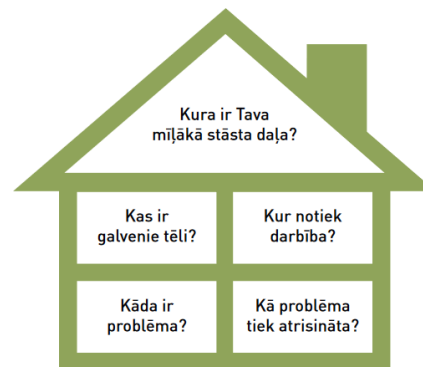 Kura ir Tava
mīļākā stāsta daļa?
Kas ir
galvenie tēli?
Kur notiek
darbība?
Kāda ir
problēma?
Kā problēma
tiek atrisināta?